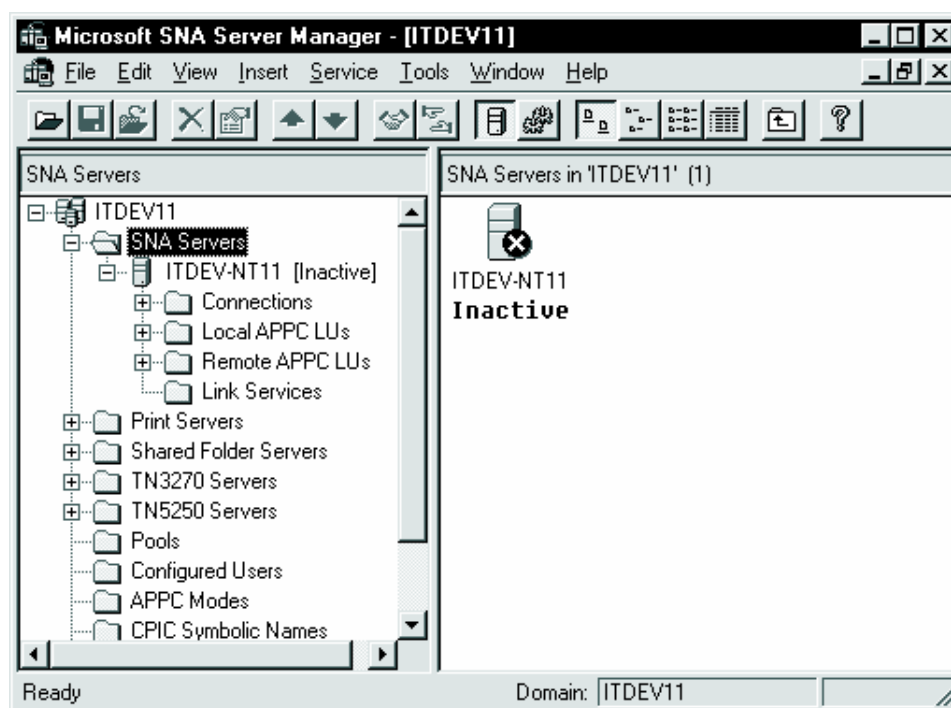 Microsoft SNA Server Manager - [ITDEV11]
File Edit View Insert Service Tools Window Help
SNA Servers
SNA Servers in 'ITDEV11' (1)
ITDEV11
SNA Servers
ITDEV-NT11 [Inactive]
Connections
Local APPC LUs
Remote APPC LUs
Link Services
Print Servers
Shared Folder Servers
TN3270 Servers
TN5250 Servers
Pools
Configured Users
APPC Modes
CPIC Symbolic Names
ITDEV-NT11
Inactive
Ready
Domain: ITDEV11